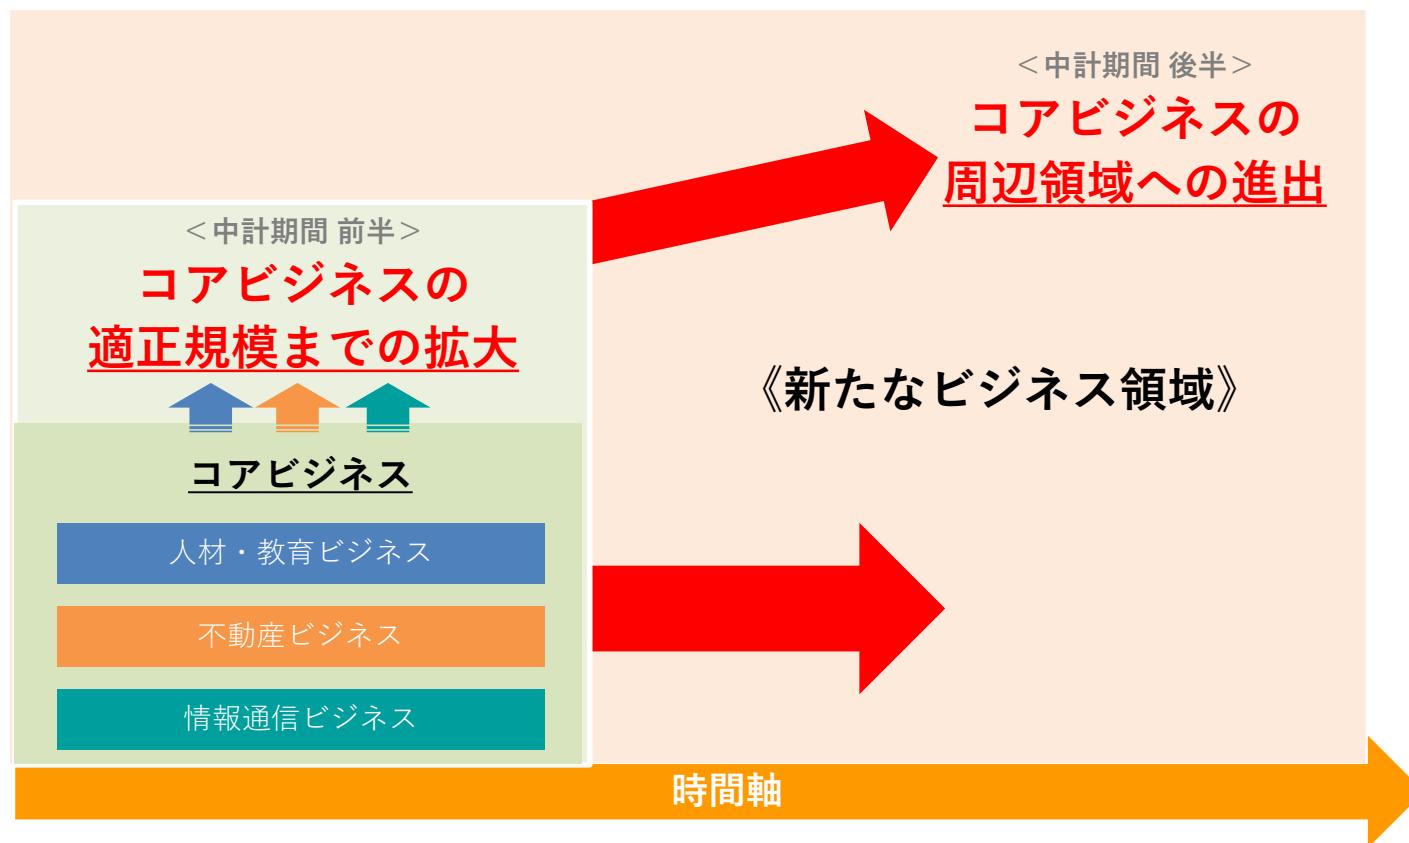 ＜中計期間 後半＞
コアビジネスの
周辺領域への進出
＜中計期間 前半＞
コアビジネスの
適正規模までの拡大
《新たなビジネス領域》
コアビジネス
人材・教育ビジネス
不動産ビジネス
情報通信ビジネス
時間軸